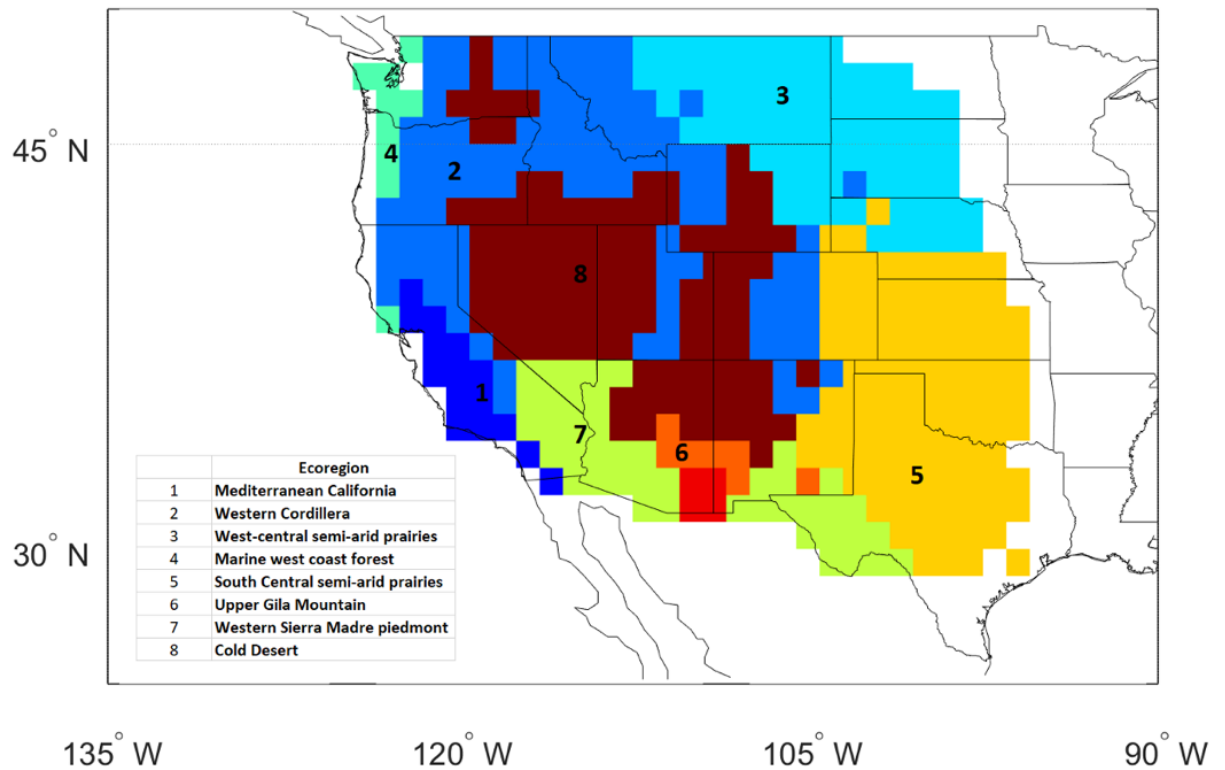 3
45° N
4
2
8
1
7
6
5
Ecoregion
1 Mediterranean California
2 Western Cordillera
3 West-central semi-arid prairies
4 Marine west coast forest
5 South Central semi-arid prairies
6 Upper Gila Mountain
7 Western Sierra Madre piedmont
8 Cold Desert
30° N
135° W 120° W 105° W 90° W